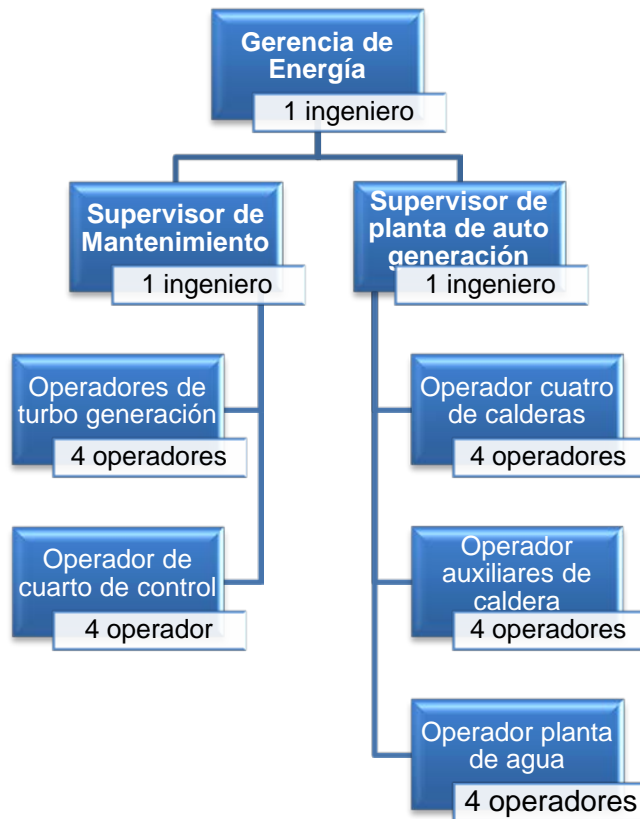 Gerencia de
Energía
1 ingeniero
Supervisor de
Mantenimiento
1 ingeniero
Supervisor de
planta de auto
generación
1 ingeniero
Operadores de
turbo generación
4 operadores
Operador de
cuarto de control
4 operador
Operador cuatro
de calderas
4 operadores
Operador
auxiliares de
caldera
4 operadores
Operador planta
de agua
4 operadores